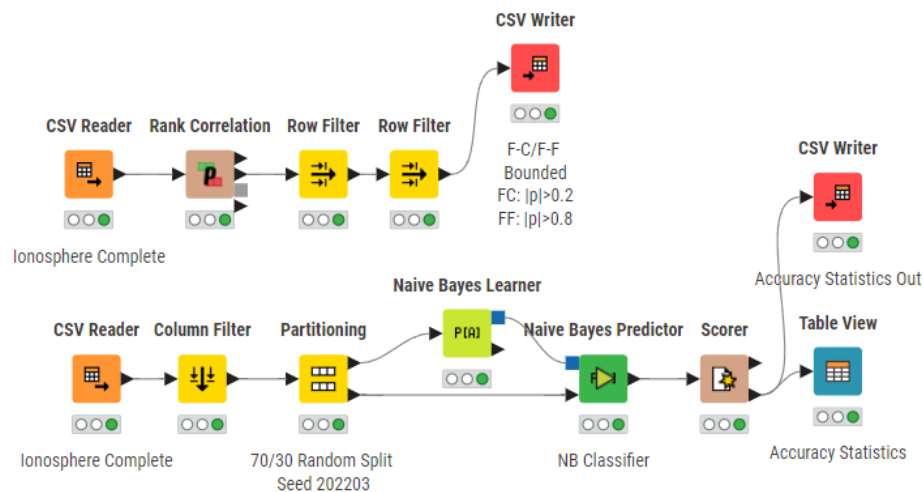 CSV Writer
CSV Reader
Rank Correlation
Row Filter
Row Filter
p
Ionosphere Complete
F-C/F-F
Bounded
FC: |p|>0.2
FF: |p|>0.8
CSV Writer
Accuracy Statistics Out
Naive Bayes Learner
P[A]
CSV Reader
Column Filter
Partitioning
Naive Bayes Predictor
Scorer
Table View
Ionosphere Complete
70/30 Random Split
Seed 202203
NB Classifier
Accuracy Statistics